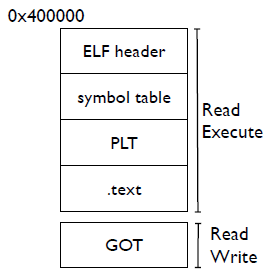 0x400000
ELF header
symbol table
PLT
.text
Read
Execute
GOT
Read
Write